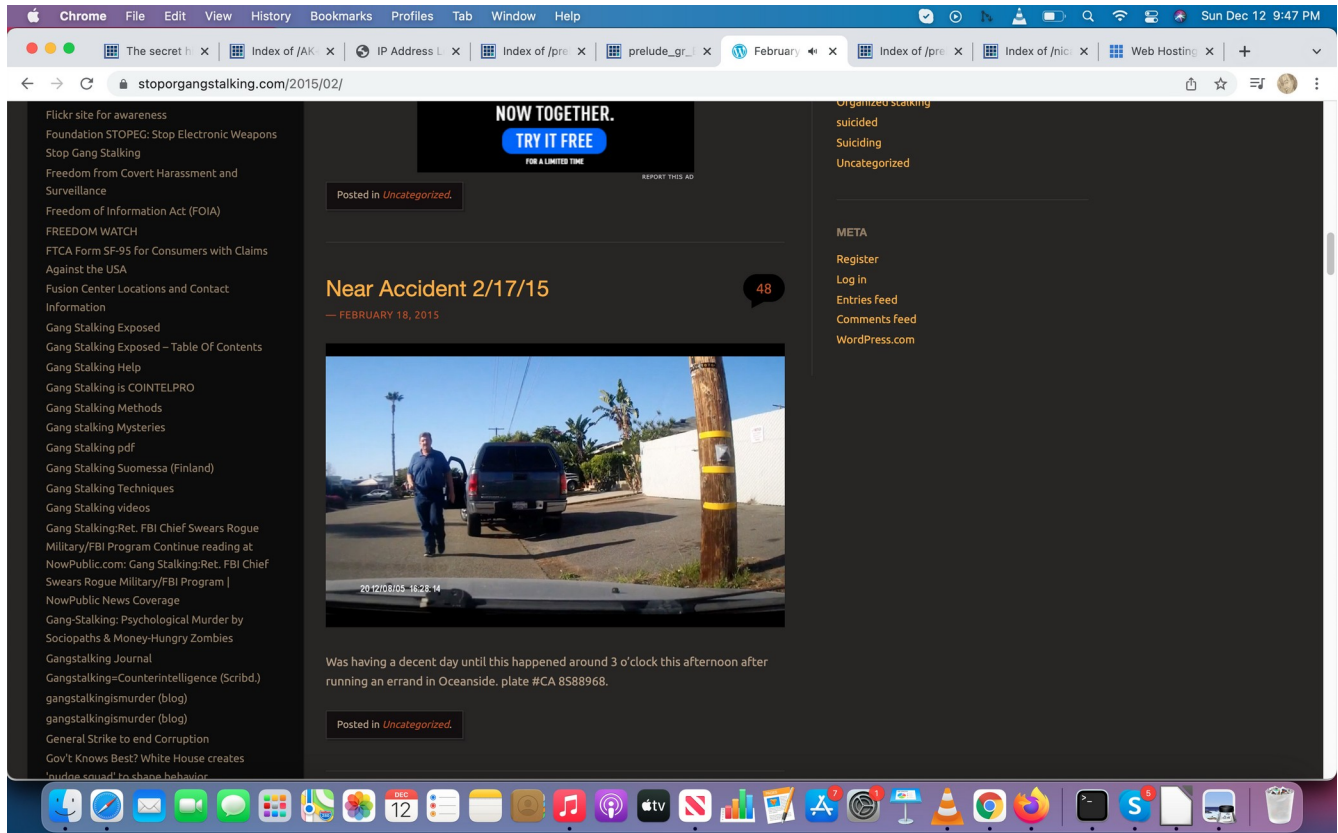 Chrome File Edit View History Bookmarks Profiles Tab Window Help Sun Dec 12 9:47 PM
The secret h Index of /AK- IP Address L Index of /pre prelude_gr_ February Index of /pre Index of /nic Web Hosting
stoporgangstalking.com/2015/02/
Flickr site for awareness
Foundation STOPEG: Stop Electronic Weapons
Stop Gang Stalking
Freedom from Covert Harassment and
Surveillance
Freedom of Information Act (FOIA)
FREEDOM WATCH
FTCA Form SF-95 for Consumers with Claims
Against the USA
Fusion Center Locations and Contact
Information
Gang Stalking Exposed
Gang Stalking Exposed – Table Of Contents
Gang Stalking Help
Gang Stalking is COINTELPRO
Gang Stalking Methods
Gang stalking Mysteries
Gang Stalking pdf
Gang Stalking Suomessa (Finland)
Gang Stalking Techniques
Gang Stalking videos
Gang Stalking:Ret. FBI Chief Swears Rogue
Military/FBI Program Continue reading at
NowPublic.com: Gang Stalking:Ret. FBI Chief
Swears Rogue Military/FBI Program |
NowPublic News Coverage
Gang-Stalking: Psychological Murder by
Sociopaths & Money-Hungry Zombies
Gangstalking Journal
Gangstalking=Counterintelligence (Scribd.)
gangstalkingismurder (blog)
gangstalkingismurder (blog)
General Strike to end Corruption
Gov't Knows Best? White House creates
'nudge squad' to shape behavior
NOW TOGETHER.
TRY IT FREE
FOR A LIMITED TIME
REPORT THIS AD
Posted in Uncategorized.
Near Accident 2/17/15
48
— FEBRUARY 18, 2015
2012/08/05 16:28:14
Was having a decent day until this happened around 3 o'clock this afternoon after
running an errand in Oceanside. plate #CA 8S88968.
Posted in Uncategorized.
Organized stalking
suicided
Suiciding
Uncategorized
META
Register
Log in
Entries feed
Comments feed
WordPress.com
DEC
12
tv
7
1
5